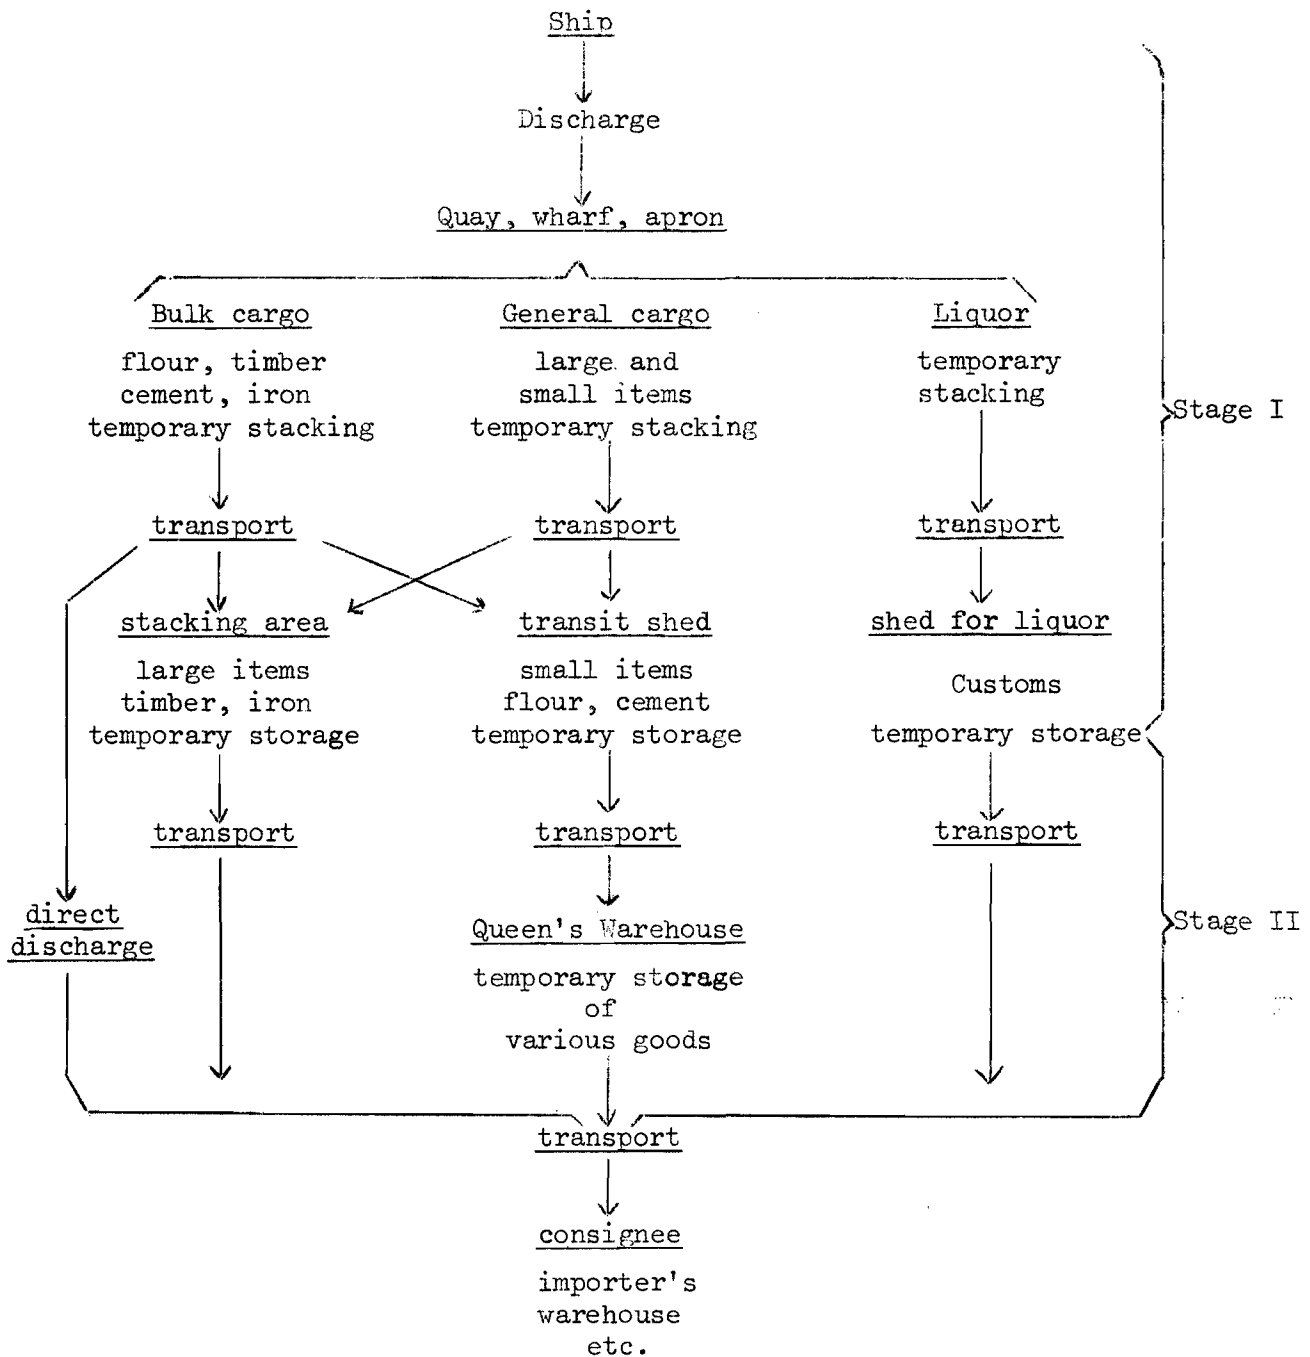 Ship
Discharge
Quay, wharf, apron
Bulk cargo
flour, timber
cement, iron
temporary stacking
General cargo
large and
small items
temporary stacking
Liquor
temporary
stacking
Stage I
transport
transport
transport
stacking area
large items
timber, iron
temporary storage
transit shed
small items
flour, cement
temporary storage
shed for liquor
Customs
temporary storage
transport
transport
transport
direct
discharge
Queen's Warehouse
temporary storage
of
various goods
Stage II
transport
consignee
importer's
warehouse
etc.